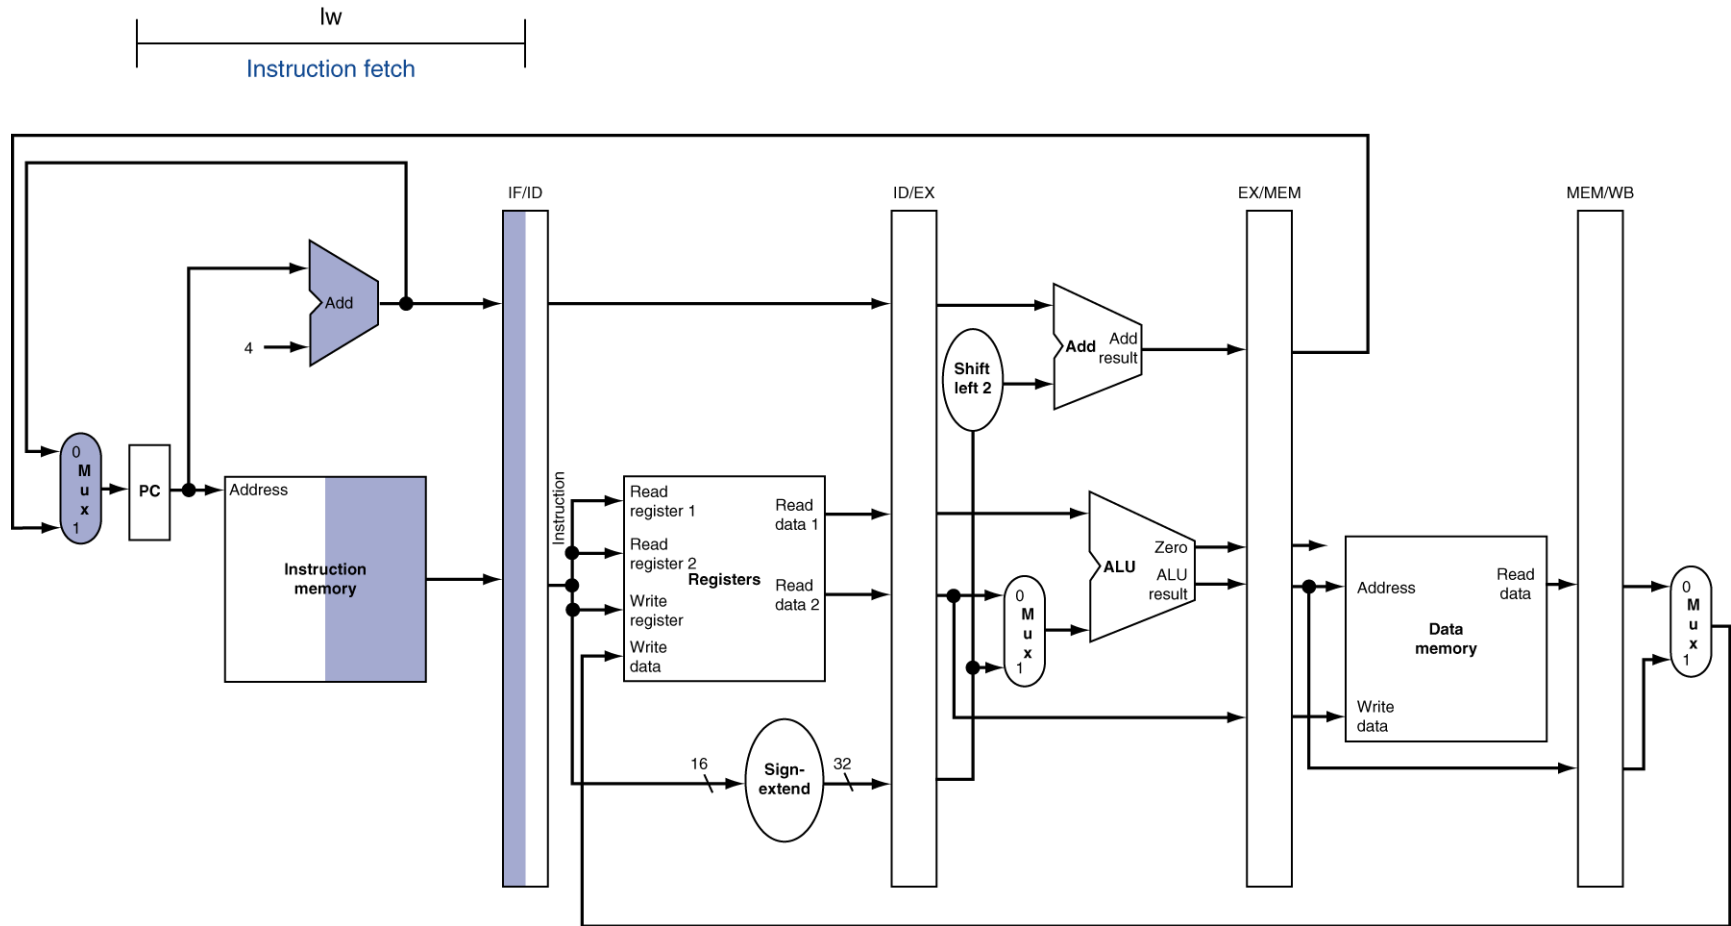 lw
Instruction fetch
IF/ID
ID/EX
EX/MEM
MEM/WB
Add
4
Shift
left 2
Add
Add
result
0
M
u
x
1
PC
Address
Instruction
memory
Instruction
Read
register 1
Read
register 2
Write
register
Write
data
Registers
Read
data 1
Read
data 2
16
Sign-
extend
32
0
M
u
x
1
ALU
Zero
ALU
result
Address
Read
data
Data
memory
Write
data
0
M
u
x
1